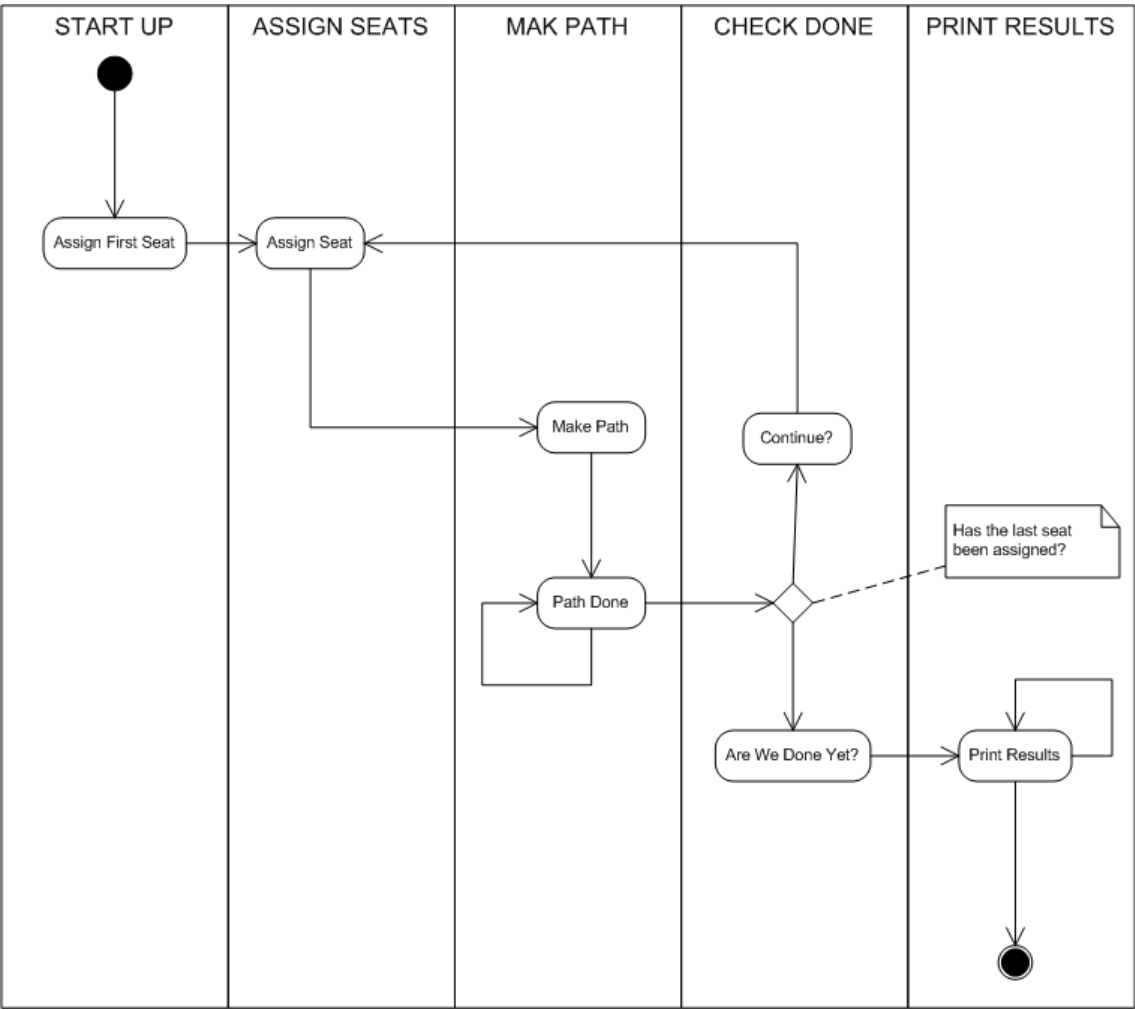 START UP
ASSIGN SEATS
MAK PATH
CHECK DONE
PRINT RESULTS
Assign First Seat
Assign Seat
Make Path
Continue?
Has the last seat
been assigned?
Path Done
Are We Done Yet?
Print Results